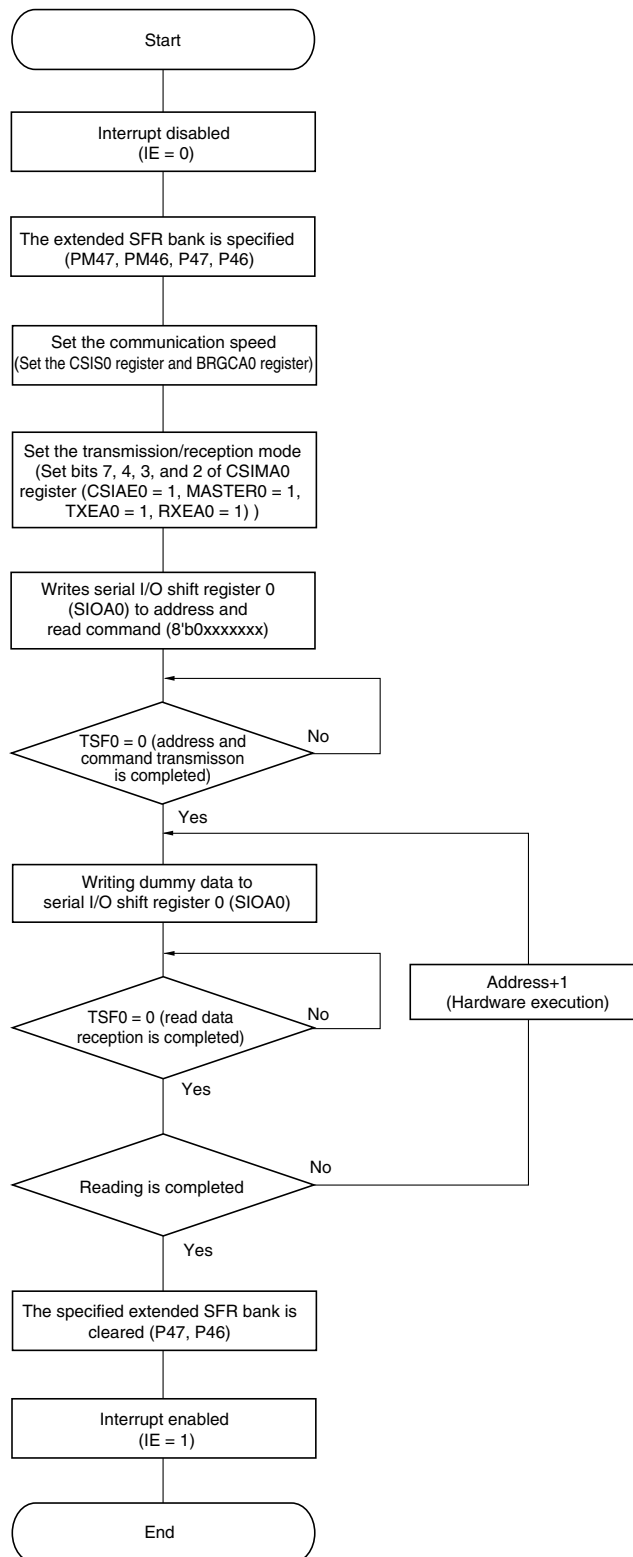 Start
Interrupt disabled
(IE = 0)
The extended SFR bank is specified
(PM47, PM46, P47, P46)
Set the communication speed
(Set the CSIS0 register and BRGCA0 register)
Set the transmission/reception mode
(Set bits 7, 4, 3, and 2 of CSIMA0
register (CSIAE0 = 1, MASTER0 = 1,
TXEA0 = 1, RXEA0 = 1) )
Writes serial I/O shift register 0
(SIOA0) to address and
read command (8'b0xxxxxxx)
TSF0 = 0 (address and
command transmisson
is completed)
No
Yes
Writing dummy data to
serial I/O shift register 0 (SIOA0)
Address+1
(Hardware execution)
TSF0 = 0 (read data
reception is completed)
No
Yes
Reading is completed
No
Yes
The specified extended SFR bank is
cleared (P47, P46)
Interrupt enabled
(IE = 1)
End